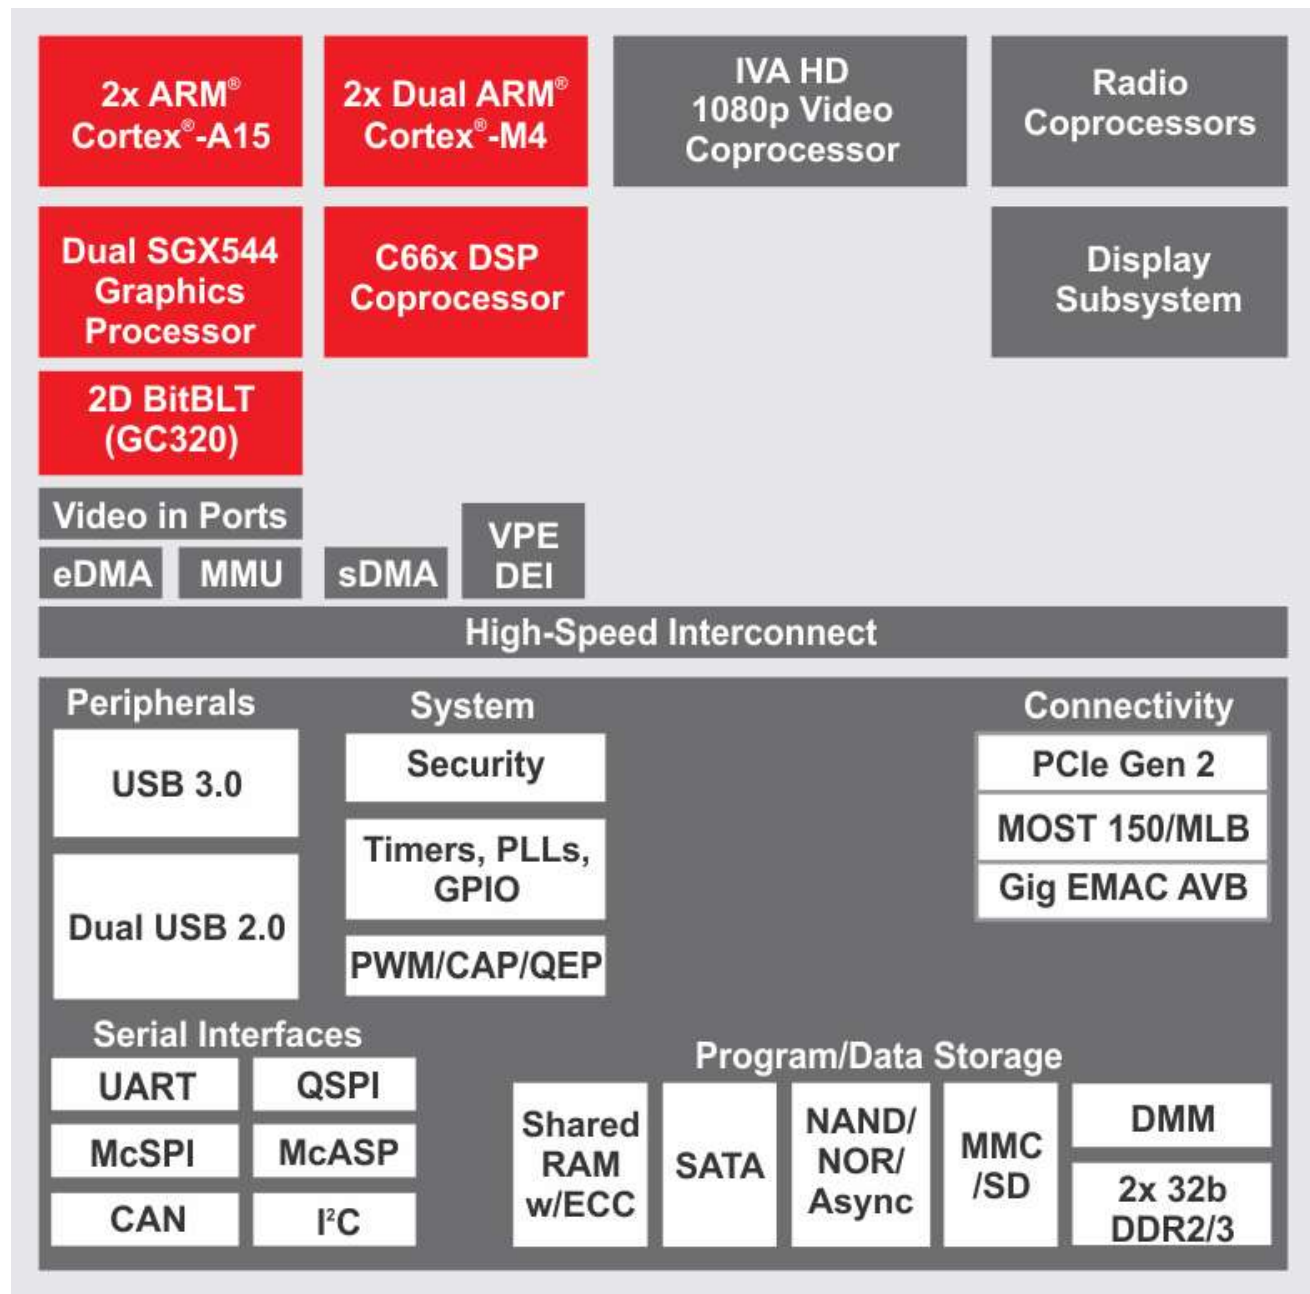 2x ARM®
Cortex®-A15
2x Dual ARM®
Cortex®-M4
IVA HD
1080p Video
Coprocessor
Radio
Coprocessors
Dual SGX544
Graphics
Processor
C66x DSP
Coprocessor
Display
Subsystem
2D BitBLT
(GC320)
Video in Ports
eDMA
MMU
sDMA
VPE
DEI
High-Speed Interconnect
Peripherals
USB 3.0
Dual USB 2.0
System
Security
Timers, PLLs,
GPIO
PWM/CAP/QEP
Connectivity
PCIe Gen 2
MOST 150/MLB
Gig EMAC AVB
Serial Interfaces
UART
QSPI
McSPI
McASP
CAN
I²C
Program/Data Storage
Shared
RAM
w/ECC
SATA
NAND/
NOR/
Async
MMC
/SD
DMM
2x 32b
DDR2/3